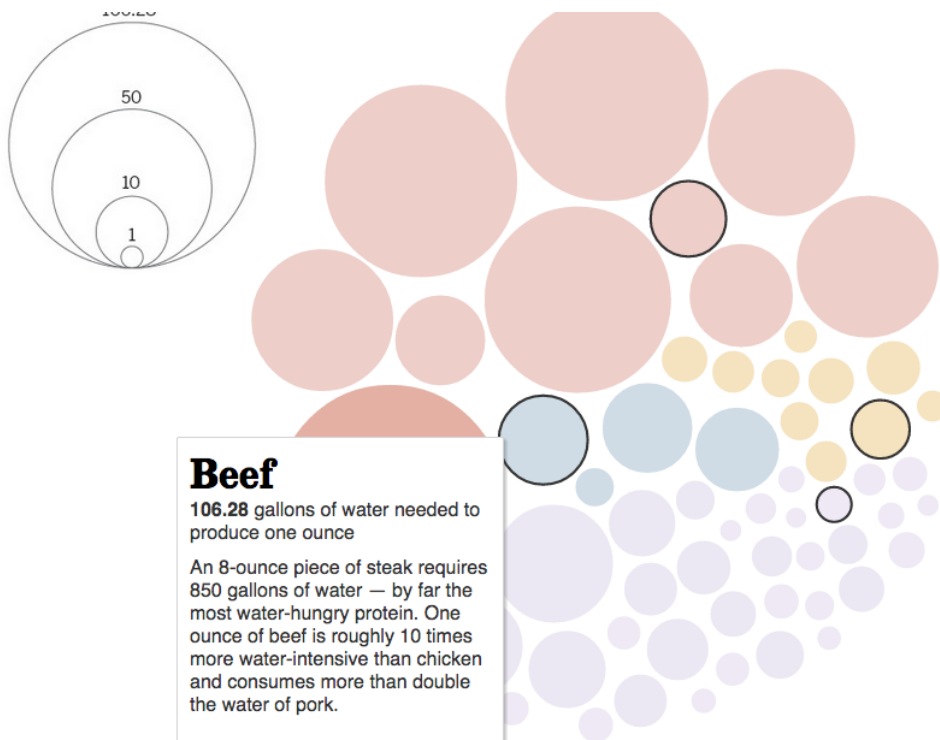 106.28
50
10
1
Beef
106.28 gallons of water needed to
produce one ounce
An 8-ounce piece of steak requires
850 gallons of water — by far the
most water-hungry protein. One
ounce of beef is roughly 10 times
more water-intensive than chicken
and consumes more than double
the water of pork.